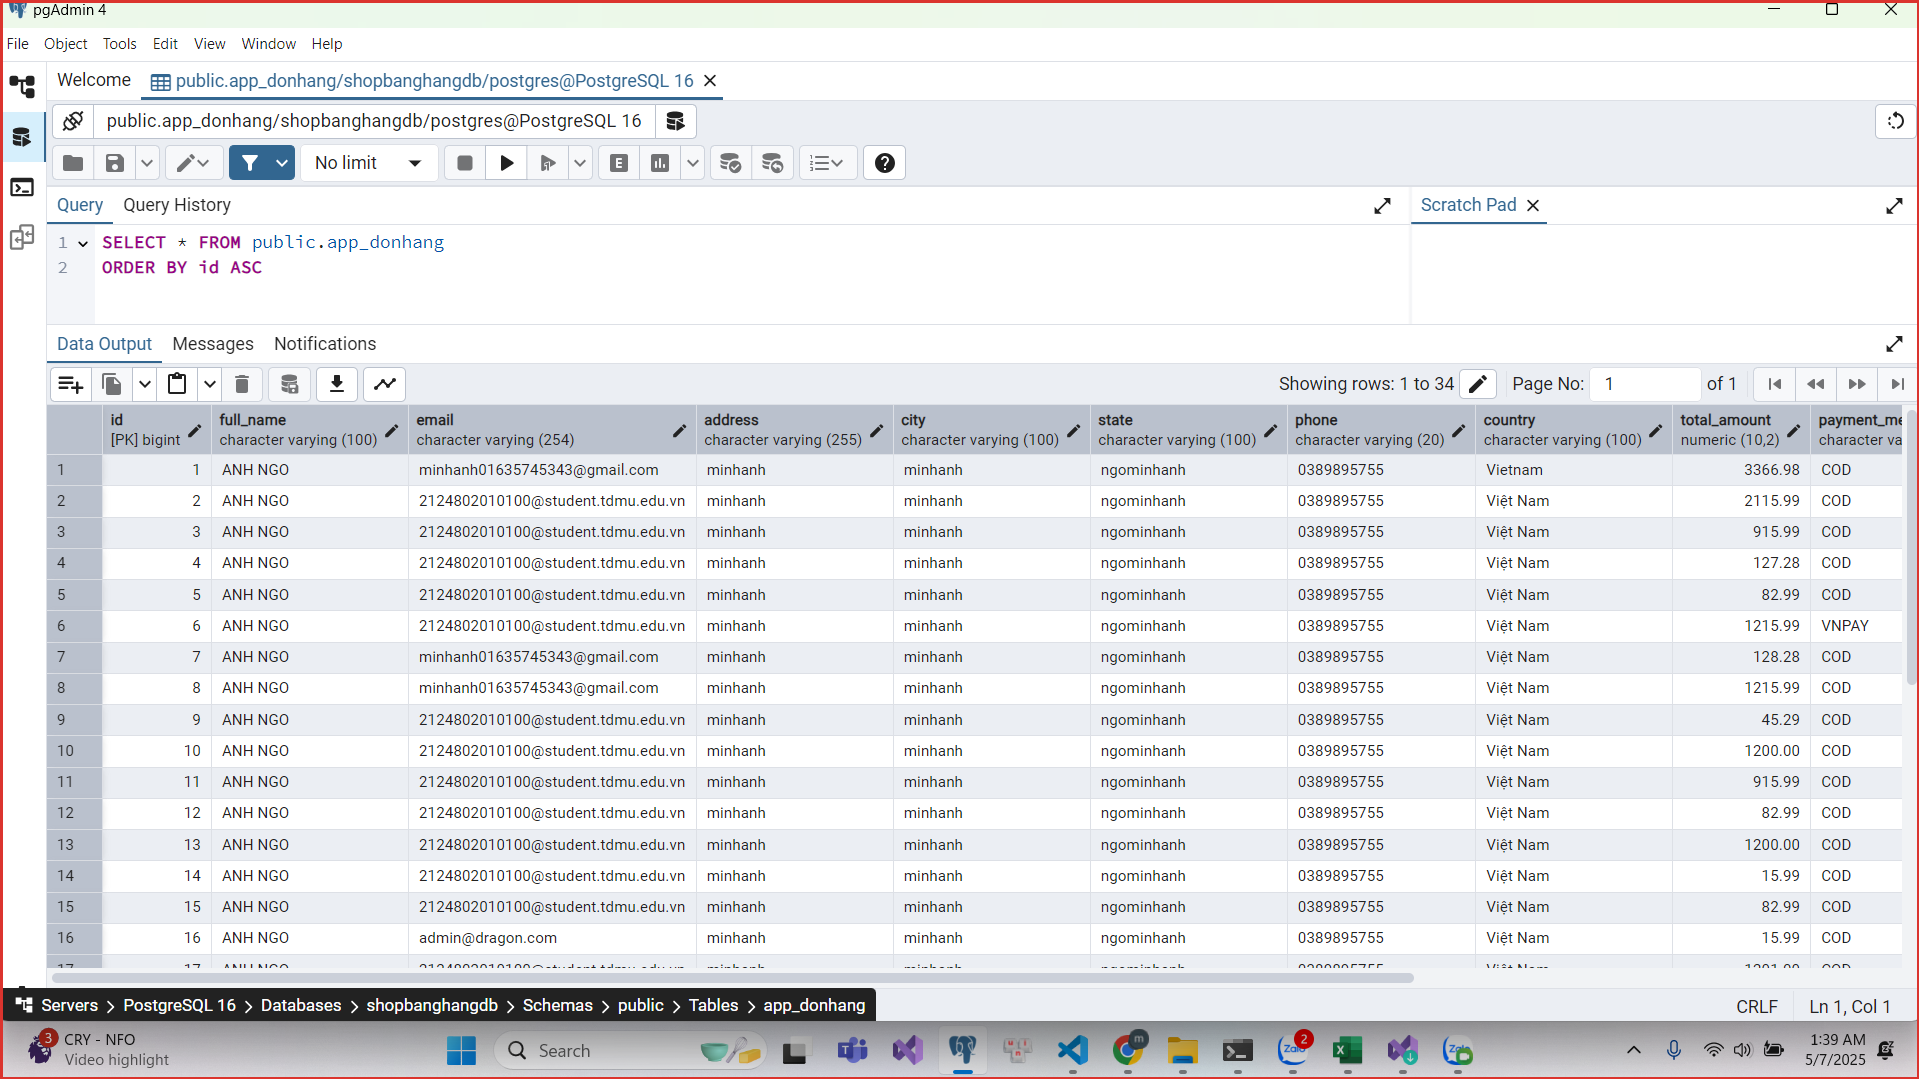 pgAdmin 4
File Object Tools Edit View Window Help
Welcome public.app_donhang/shopbanghangdb/postgres@PostgreSQL 16
public.app_donhang/shopbanghangdb/postgres@PostgreSQL 16
No limit E
Query Query History Scratch Pad
1 SELECT * FROM public.app_donhang
2 ORDER BY id ASC
Data Output Messages Notifications
Showing rows: 1 to 34 Page No: 1 of 1
id full_name email address city state phone country total_amount payment_me
[PK] bigint character varying (100) character varying (254) character varying (255) character varying (100) character varying (100) character varying (20) character varying (100) numeric (10,2) character va
1 1 ANH NGO minhanh01635745343@gmail.com minhanh minhanh ngominhanh 0389895755 Vietnam 3366.98 COD
2 2 ANH NGO 2124802010100@student.tdmu.edu.vn minhanh minhanh ngominhanh 0389895755 Việt Nam 2115.99 COD
3 3 ANH NGO 2124802010100@student.tdmu.edu.vn minhanh minhanh ngominhanh 0389895755 Việt Nam 915.99 COD
4 4 ANH NGO 2124802010100@student.tdmu.edu.vn minhanh minhanh ngominhanh 0389895755 Việt Nam 127.28 COD
5 5 ANH NGO 2124802010100@student.tdmu.edu.vn minhanh minhanh ngominhanh 0389895755 Việt Nam 82.99 COD
6 6 ANH NGO 2124802010100@student.tdmu.edu.vn minhanh minhanh ngominhanh 0389895755 Việt Nam 1215.99 VNPAY
7 7 ANH NGO minhanh01635745343@gmail.com minhanh minhanh ngominhanh 0389895755 Việt Nam 128.28 COD
8 8 ANH NGO minhanh01635745343@gmail.com minhanh minhanh ngominhanh 0389895755 Việt Nam 1215.99 COD
9 9 ANH NGO 2124802010100@student.tdmu.edu.vn minhanh minhanh ngominhanh 0389895755 Việt Nam 45.29 COD
10 10 ANH NGO 2124802010100@student.tdmu.edu.vn minhanh minhanh ngominhanh 0389895755 Việt Nam 1200.00 COD
11 11 ANH NGO 2124802010100@student.tdmu.edu.vn minhanh minhanh ngominhanh 0389895755 Việt Nam 915.99 COD
12 12 ANH NGO 2124802010100@student.tdmu.edu.vn minhanh minhanh ngominhanh 0389895755 Việt Nam 82.99 COD
13 13 ANH NGO 2124802010100@student.tdmu.edu.vn minhanh minhanh ngominhanh 0389895755 Việt Nam 1200.00 COD
14 14 ANH NGO 2124802010100@student.tdmu.edu.vn minhanh minhanh ngominhanh 0389895755 Việt Nam 15.99 COD
15 15 ANH NGO 2124802010100@student.tdmu.edu.vn minhanh minhanh ngominhanh 0389895755 Việt Nam 82.99 COD
16 16 ANH NGO admin@dragon.com minhanh minhanh ngominhanh 0389895755 Việt Nam 15.99 COD
Servers PostgreSQL 16 Databases shopbanghangdb Schemas public Tables app_donhang
CRLF Ln 1, Col 1
3 CRY - NFO
Video highlight
Search
m
Zalo 2
Zalo
1:39 AM
5/7/2025